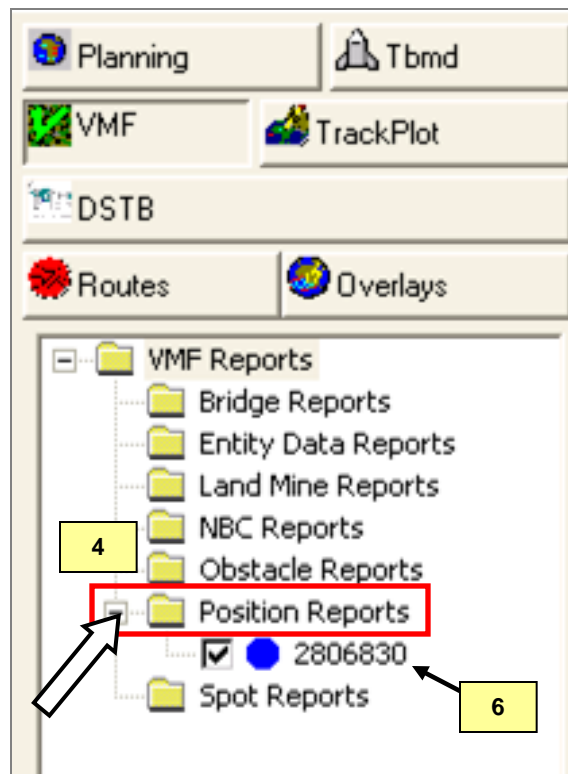 Planning
Tbmd
VMF
TrackPlot
DSTB
Routes
Overlays
VMF Reports
Bridge Reports
Entity Data Reports
Land Mine Reports
NBC Reports
4
Obstacle Reports
Position Reports
2806830
Spot Reports
6